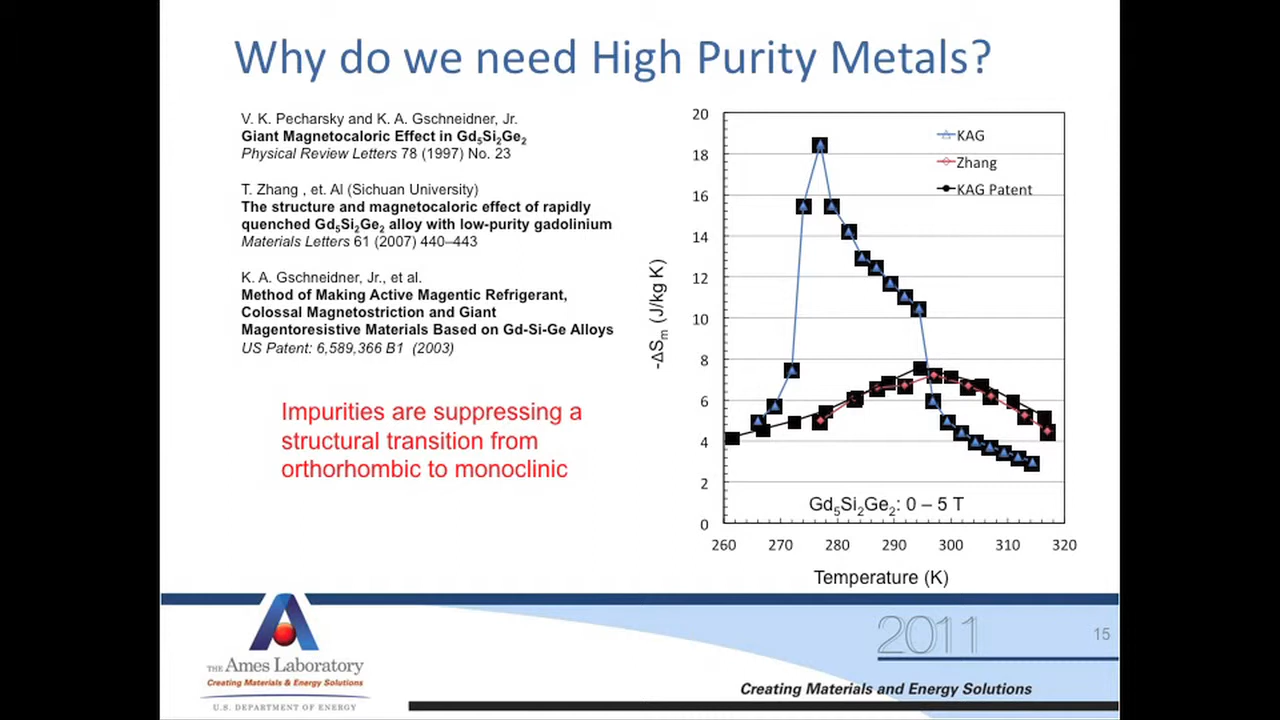 Why do we need High Purity Metals?
V. K. Pecharsky and K. A. Gschneidner, Jr.
Giant Magnetocaloric Effect in Gd5Si2Ge2
Physical Review Letters 78 (1997) No. 23
T. Zhang , et. Al (Sichuan University)
The structure and magnetocaloric effect of rapidly
quenched Gd5Si2Ge2 alloy with low-purity gadolinium
Materials Letters 61 (2007) 440–443
K. A. Gschneidner, Jr., et al.
Method of Making Active Magentic Refrigerant,
Colossal Magnetostriction and Giant
Magentoresistive Materials Based on Gd-Si-Ge Alloys
US Patent: 6,589,366 B1 (2003)
Impurities are suppressing a
structural transition from
orthorhombic to monoclinic
-ΔSm (J/kg K)
20
18
16
14
12
10
8
6
4
2
0
KAG
Zhang
KAG Patent
Gd5Si2Ge2: 0 – 5 T
260 270 280 290 300 310 320
Temperature (K)
THE Ames Laboratory
Creating Materials & Energy Solutions
U.S. DEPARTMENT OF ENERGY
2011
15
Creating Materials and Energy Solutions